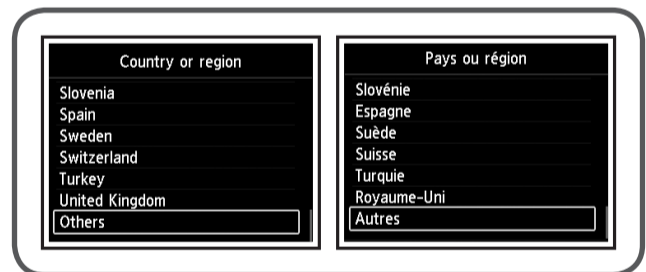 Country or region
Slovenia
Spain
Sweden
Switzerland
Turkey
United Kingdom
Others
Pays ou région
Slovénie
Espagne
Suède
Suisse
Turquie
Royaume-Uni
Autres